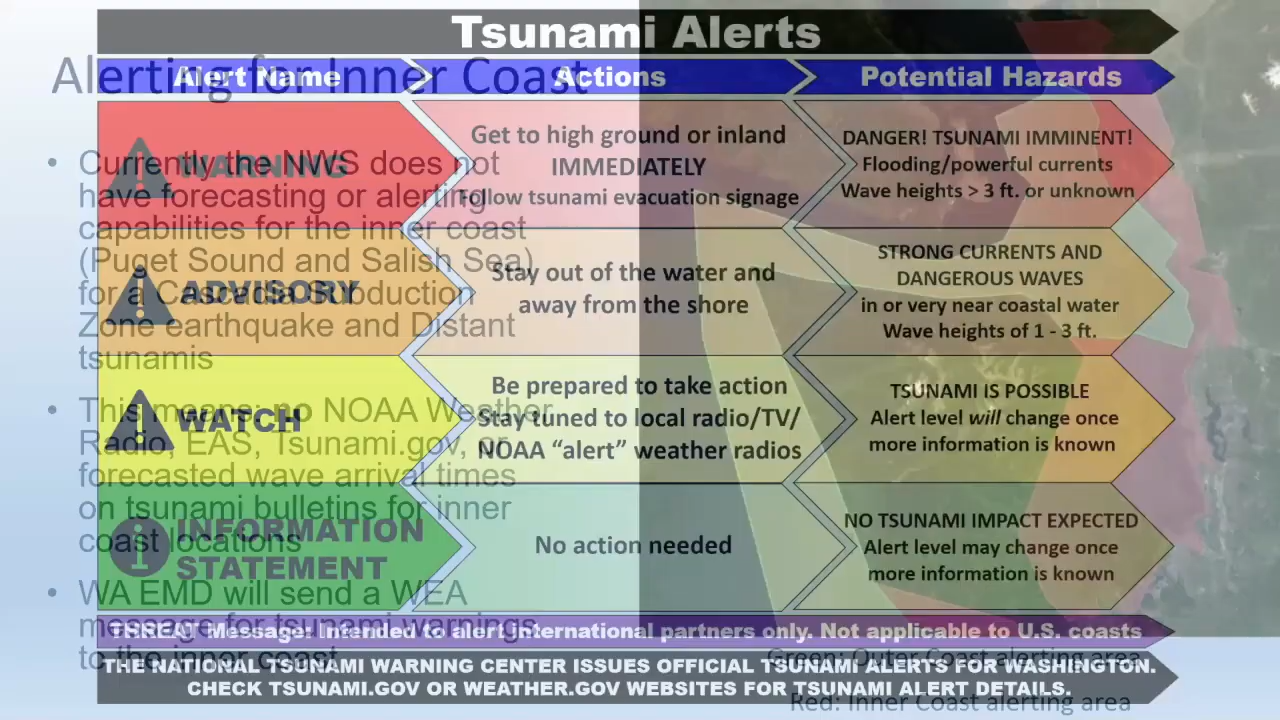 Tsunami Alerts
Alert Name
Actions
Potential Hazards
WARNING
Get to high ground or inland
IMMEDIATELY
Follow tsunami evacuation signage
DANGER! TSUNAMI IMMINENT!
Flooding/powerful currents
Wave heights > 3 ft. or unknown
ADVISORY
Stay out of the water and
away from the shore
STRONG CURRENTS AND
DANGEROUS WAVES
in or very near coastal water
Wave heights of 1 - 3 ft.
WATCH
Be prepared to take action
Stay tuned to local radio/TV/
NOAA “alert” weather radios
TSUNAMI IS POSSIBLE
Alert level will change once
more information is known
INFORMATION
STATEMENT
No action needed
NO TSUNAMI IMPACT EXPECTED
Alert level may change once
more information is known
THREAT Message: Intended to alert international partners only. Not applicable to U.S. coasts
THE NATIONAL TSUNAMI WARNING CENTER ISSUES OFFICIAL TSUNAMI ALERTS FOR WASHINGTON.
CHECK TSUNAMI.GOV OR WEATHER.GOV WEBSITES FOR TSUNAMI ALERT DETAILS.
Alerting for Inner Coast
• Currently the NWS does not
have forecasting or alerting
capabilities for the inner coast
(Puget Sound and Salish Sea)
for a Cascadia Subduction
Zone earthquake and Distant
tsunamis
• This means: no NOAA Weather
Radio, EAS, Tsunami.gov, or
forecasted wave arrival times
on tsunami bulletins for inner
coast locations
• WA EMD will send a WEA
message for tsunami warnings
to the inner coast
Green: Outer Coast alerting area
Red: Inner Coast alerting area